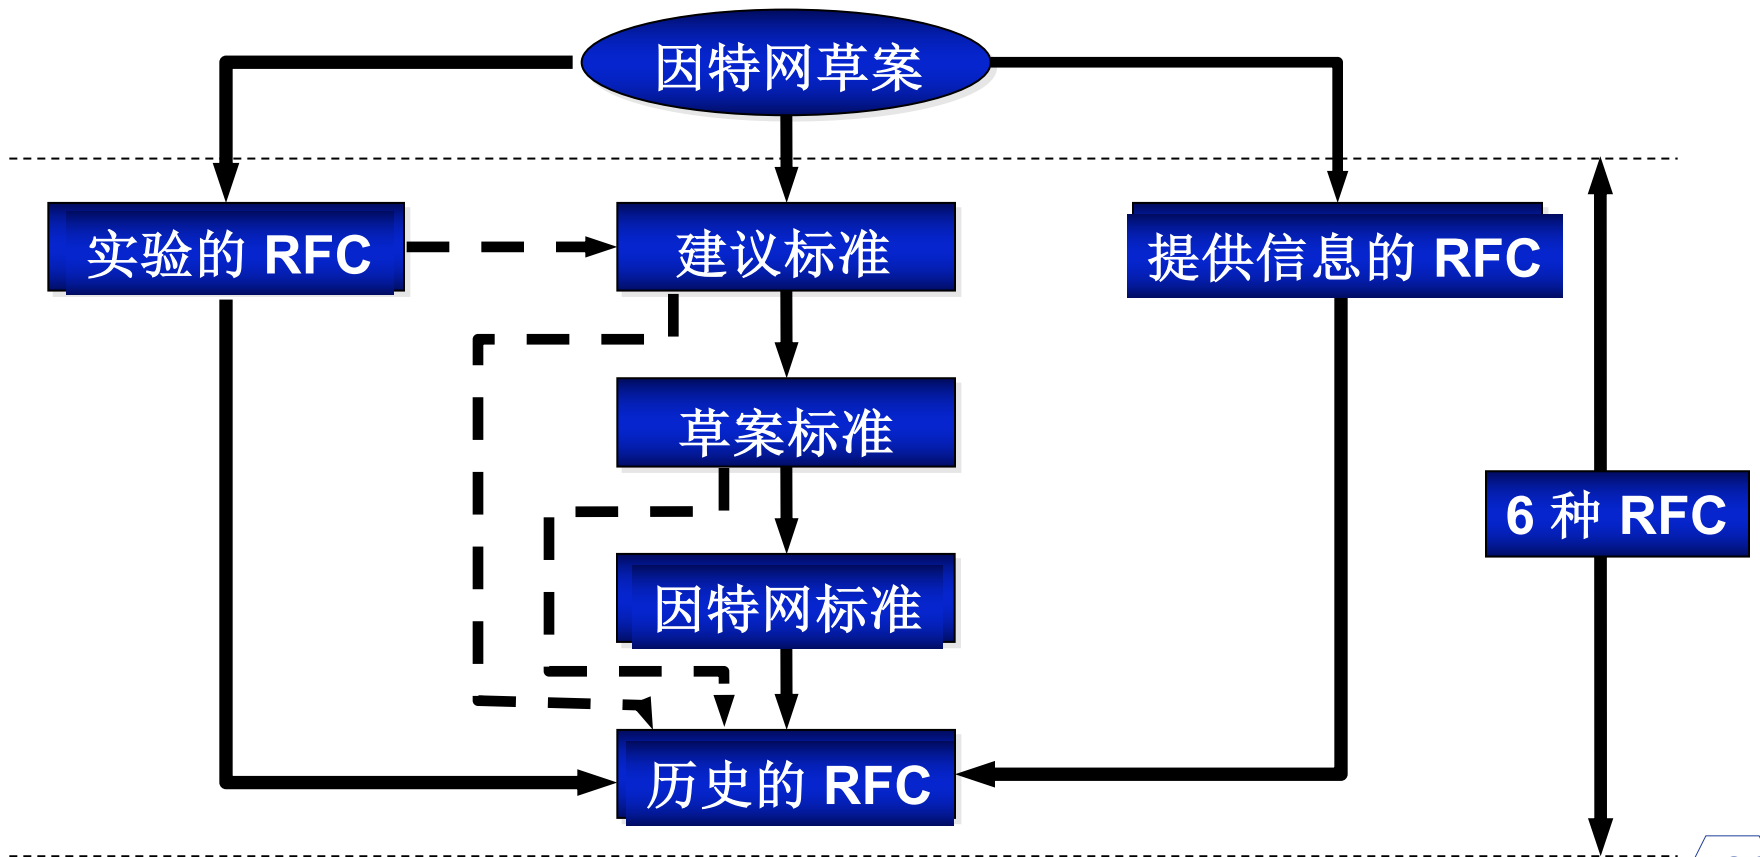 因特网草案
实验的 RFC
建议标准
提供信息的 RFC
草案标准
6 种 RFC
因特网标准
历史的 RFC